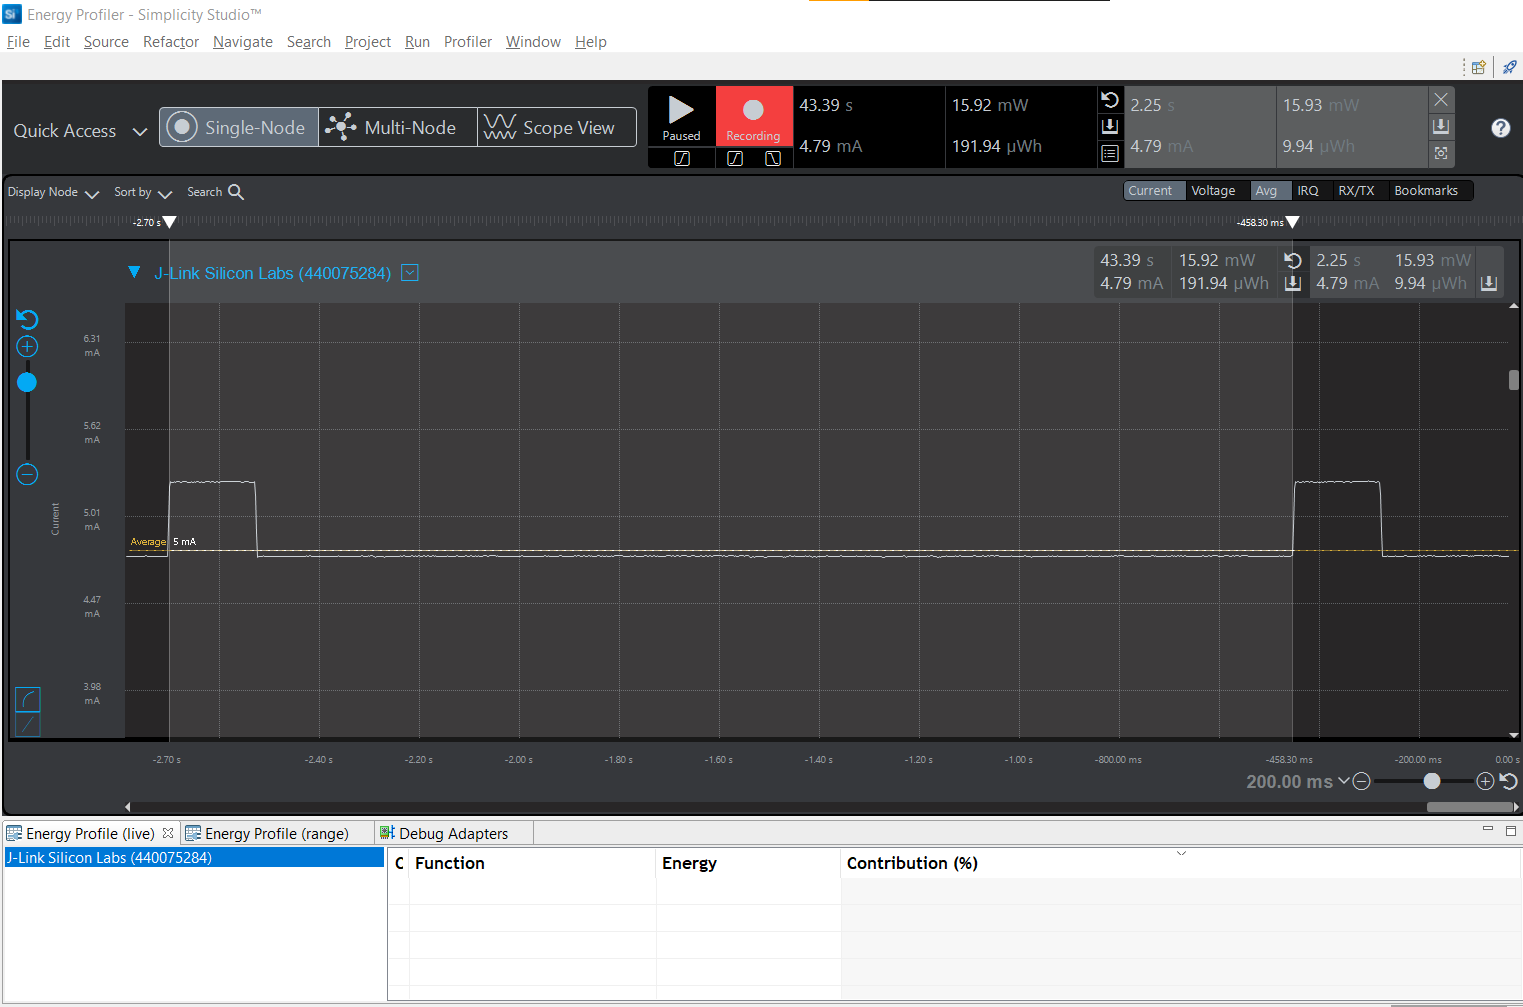 Energy Profiler - Simplicity Studio™
File Edit Source Refactor Navigate Search Project Run Profiler Window Help
Quick Access Single-Node Multi-Node Scope View
Paused Recording
43.39 s 15.92 mW 2.25 s 15.93 mW
4.79 mA 191.94 µWh 4.79 mA 9.94 µWh
Display Node Sort by Search Current Voltage Avg IRQ RX/TX Bookmarks
-2.70 s -458.30 ms
J-Link Silicon Labs (440075284)
43.39 s 15.92 mW 2.25 s 15.93 mW
4.79 mA 191.94 µWh 4.79 mA 9.94 µWh
6.31
mA
5.62
mA
5.01
mA
Current
Average 5 mA
4.47
mA
3.98
mA
-2.70 s -2.40 s -2.20 s -2.00 s -1.80 s -1.60 s -1.40 s -1.20 s -1.00 s -800.00 ms -458.30 ms -200.00 ms 0.00 s
200.00 ms
Energy Profile (live) Energy Profile (range) Debug Adapters
J-Link Silicon Labs (440075284)
C Function Energy Contribution (%)